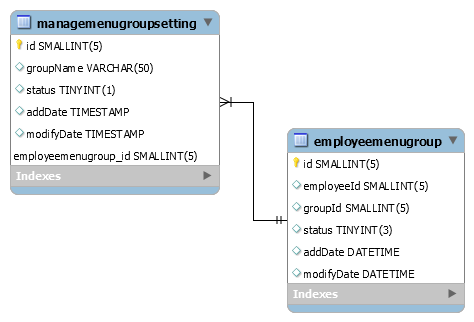 managemenugroupsetting
id SMALLINT(5)
groupName VARCHAR(50)
status TINYINT(1)
addDate TIMESTAMP
modifyDate TIMESTAMP
employeemenugroup_id SMALLINT(5)
Indexes
employeemenugroup
id SMALLINT(5)
employeeId SMALLINT(5)
groupId SMALLINT(5)
status TINYINT(3)
addDate DATETIME
modifyDate DATETIME
Indexes